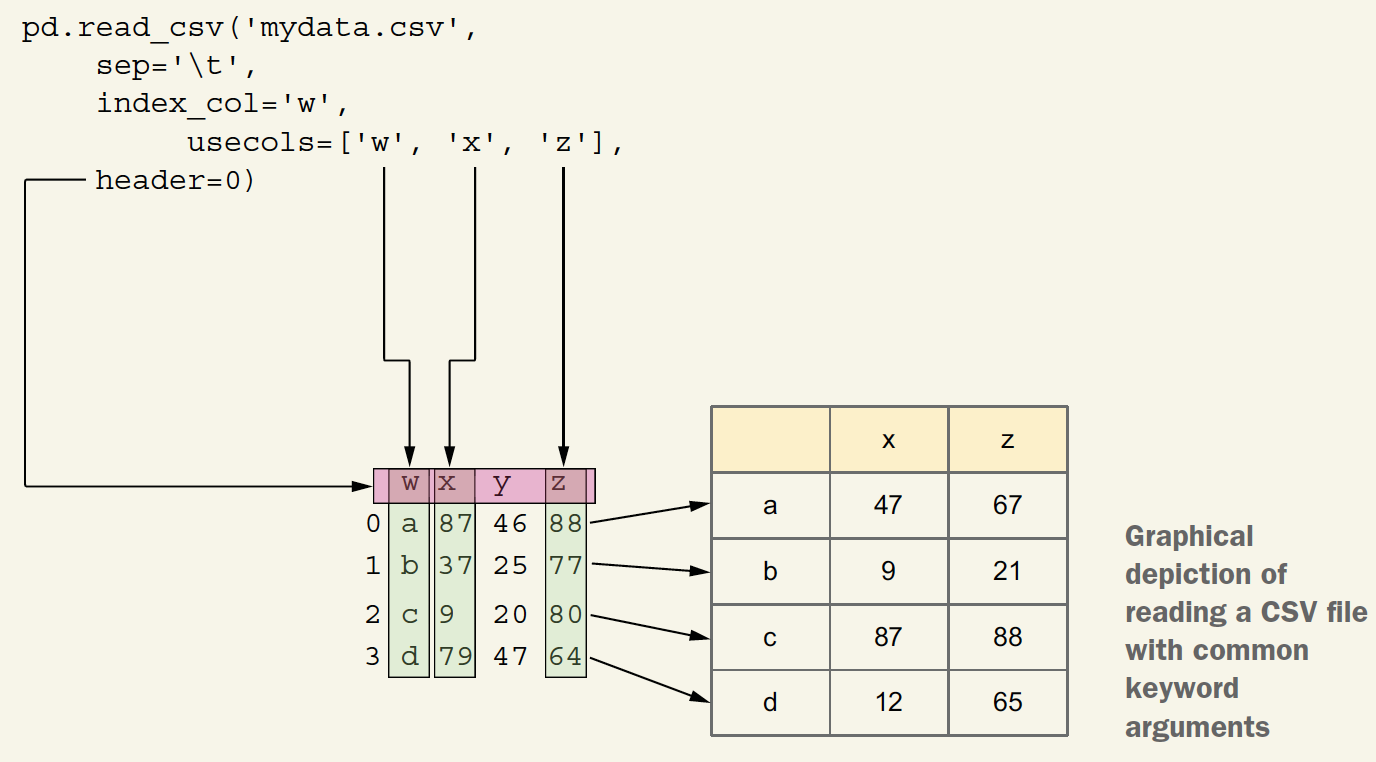 pd.read_csv('mydata.csv',
sep='\t',
index_col='w',
usecols=['w', 'x', 'z'],
header=0)
w x y z
0 a 87 46 88
1 b 37 25 77
2 c 9 20 80
3 d 79 47 64
x z
a 47 67
b 9 21
c 87 88
d 12 65
Graphical
depiction of
reading a CSV file
with common
keyword
arguments